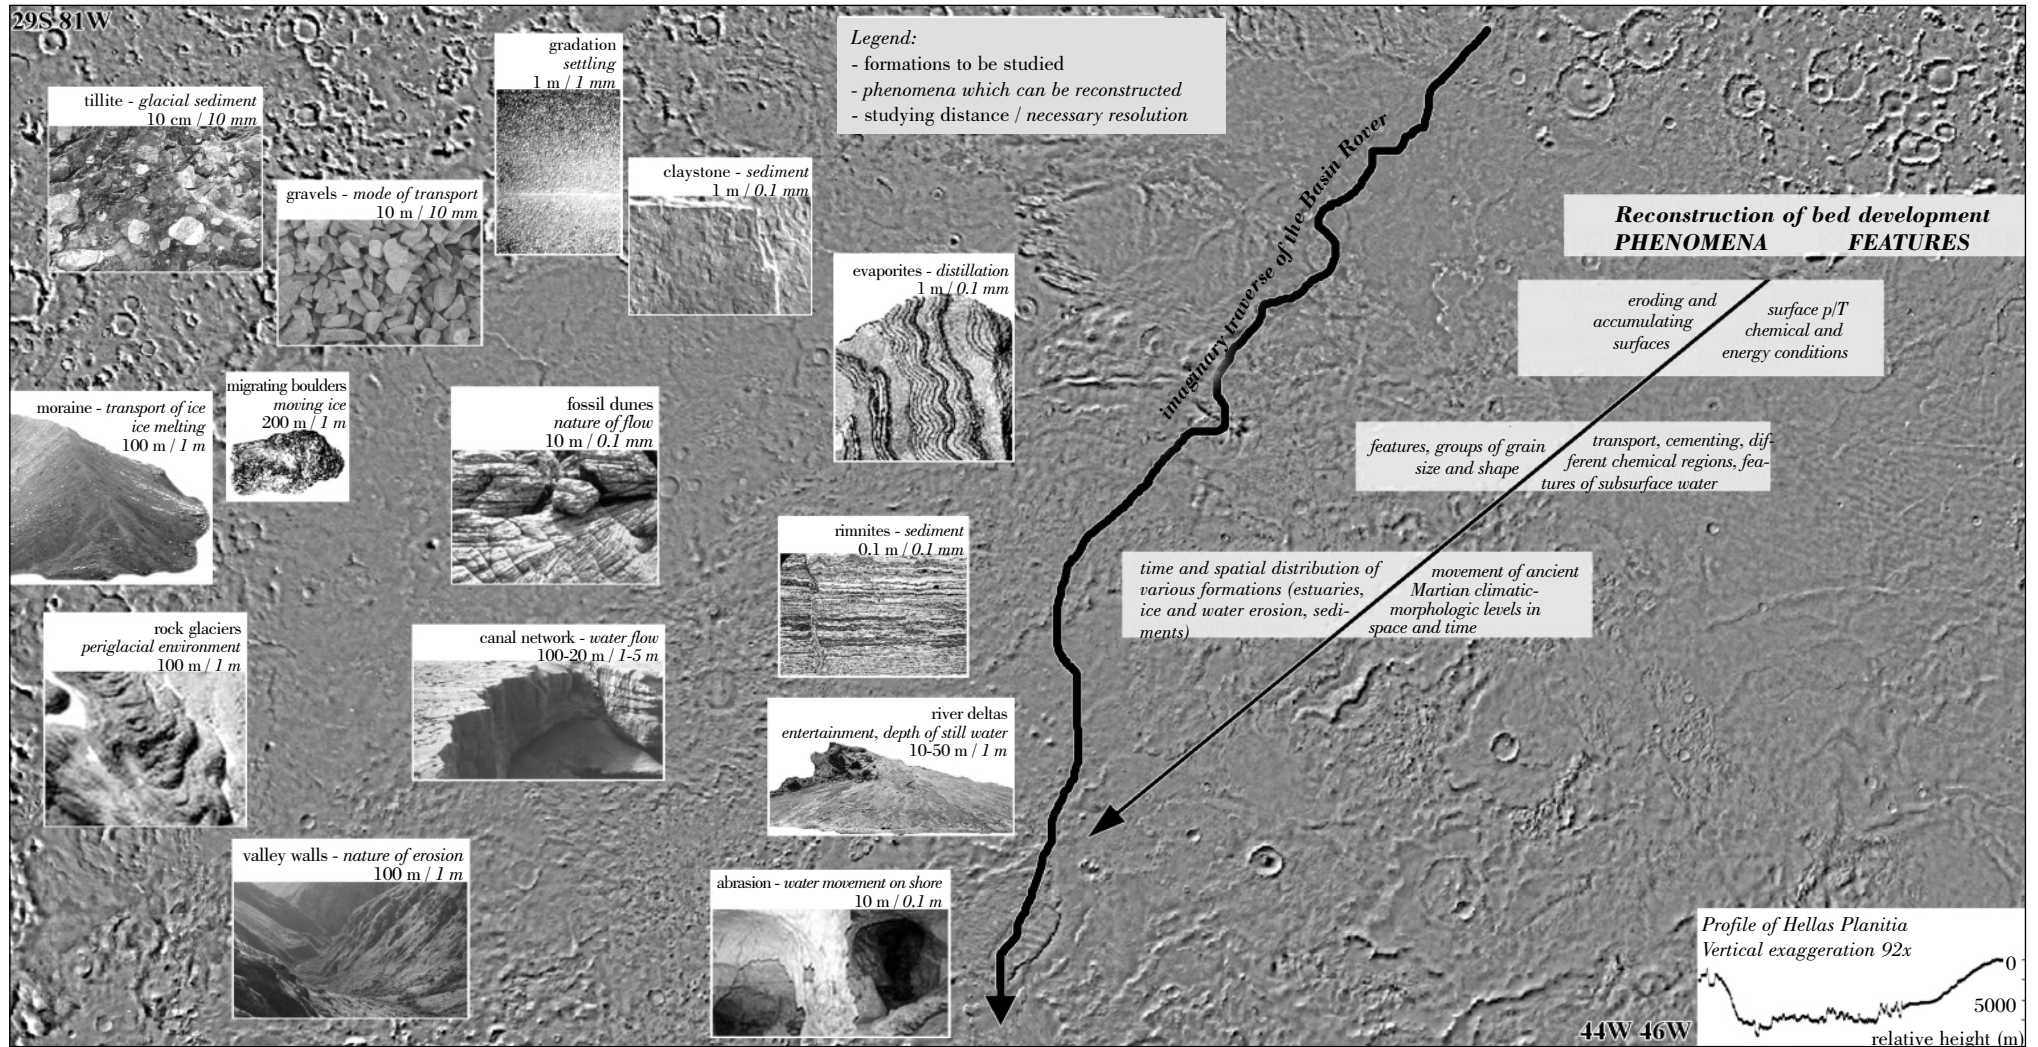 29S 81W
Legend:
- formations to be studied
- phenomena which can be reconstructed
- studying distance / necessary resolution
gradation
settling
1 m / 1 mm
tillite - glacial sediment
10 cm / 10 mm
gravels - mode of transport
10 m / 10 mm
claystone - sediment
1 m / 0.1 mm
evaporites - distillation
1 m / 0.1 mm
moraine - transport of ice
ice melting
100 m / 1 m
migrating boulders
moving ice
200 m / 1 m
fossil dunes
nature of flow
10 m / 0.1 mm
rimnites - sediment
0.1 m / 0.1 mm
rock glaciers
periglacial environment
100 m / 1 m
canal network - water flow
100-20 m / 1-5 m
river deltas
entertainment, depth of still water
10-50 m / 1 m
valley walls - nature of erosion
100 m / 1 m
abrasion - water movement on shore
10 m / 0.1 m
imaginary traverse of the Basin Rover
Reconstruction of bed development
PHENOMENA FEATURES
eroding and
accumulating
surfaces
surface p/T
chemical and
energy conditions
features, groups of grain
size and shape
transport, cementing, dif-
ferent chemical regions, fea-
tures of subsurface water
time and spatial distribution of
various formations (estuaries,
ice and water erosion, sedi-
ments)
movement of ancient
Martian climatic-
morphologic levels in
space and time
Profile of Hellas Planitia
Vertical exaggeration 92x
0
5000
relative height (m)
44W 46W